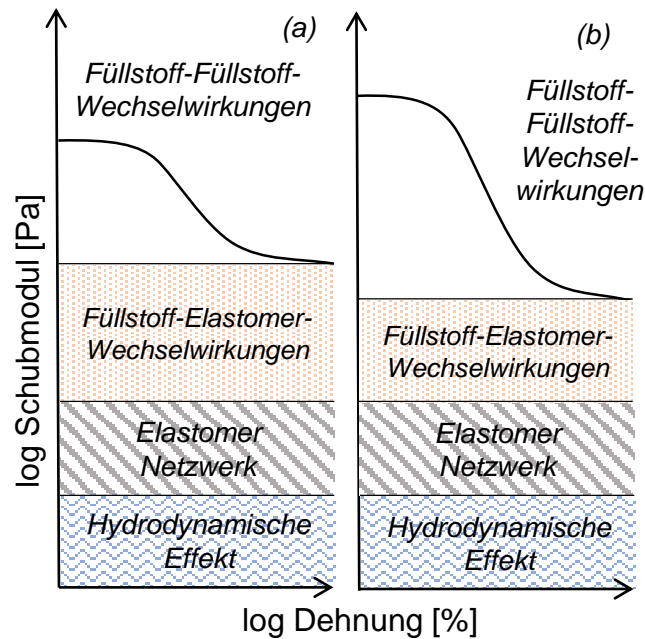 (a)
Füllstoff-Füllstoff-
Wechselwirkungen
Füllstoff-Elastomer-
Wechselwirkungen
Elastomer
Netzwerk
Hydrodynamische
Effekt
(b)
Füllstoff-
Füllstoff-
Wechsel-
wirkungen
Füllstoff-Elastomer-
Wechselwirkungen
Elastomer
Netzwerk
Hydrodynamische
Effekt
log Schubmodul [Pa]
log Dehnung [%]